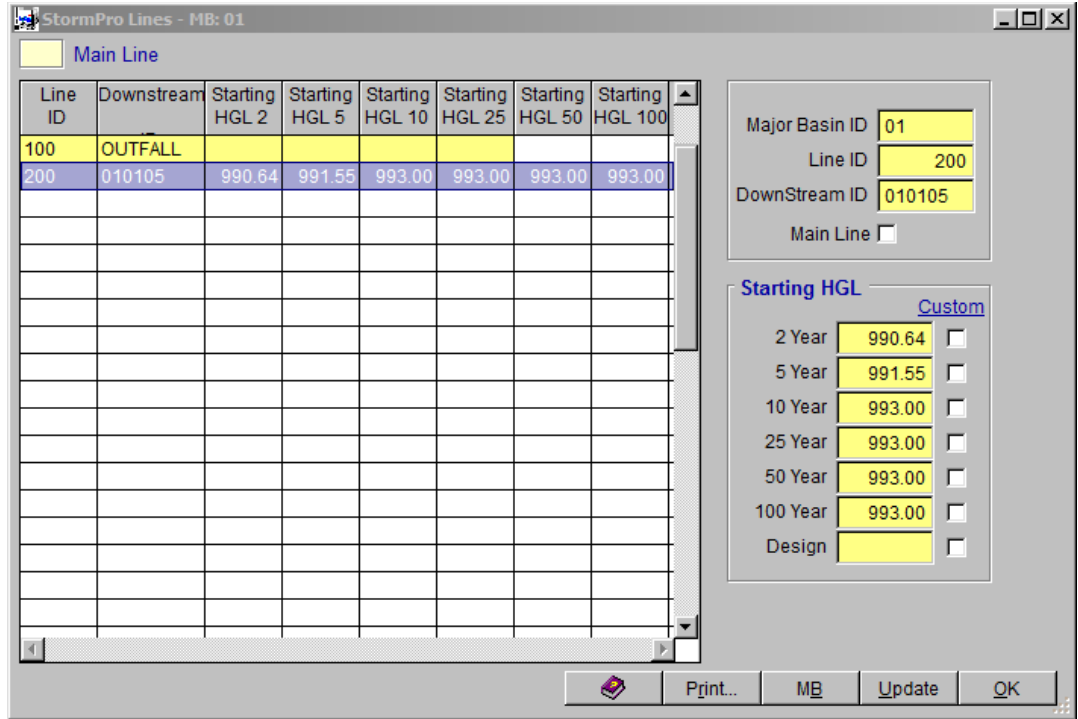 StormPro Lines - MB: 01
Main Line
Line ID Downstream Starting HGL 2 Starting HGL 5 Starting HGL 10 Starting HGL 25 Starting HGL 50 Starting HGL 100
100 OUTFALL
200 010105 990.64 991.55 993.00 993.00 993.00 993.00
Major Basin ID 01
Line ID 200
DownStream ID 010105
Main Line
Starting HGL
Custom
2 Year 990.64
5 Year 991.55
10 Year 993.00
25 Year 993.00
50 Year 993.00
100 Year 993.00
Design
Print... MB Update OK